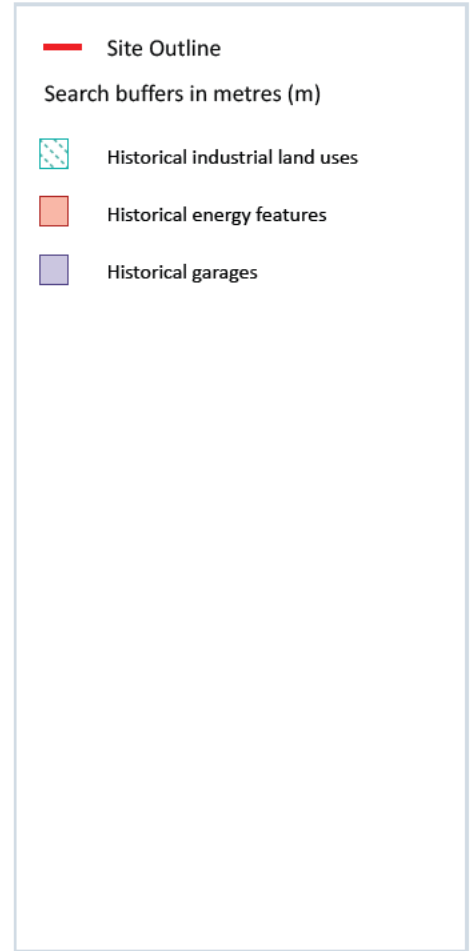 Site Outline
Search buffers in metres (m)
Historical industrial land uses
Historical energy features
Historical garages